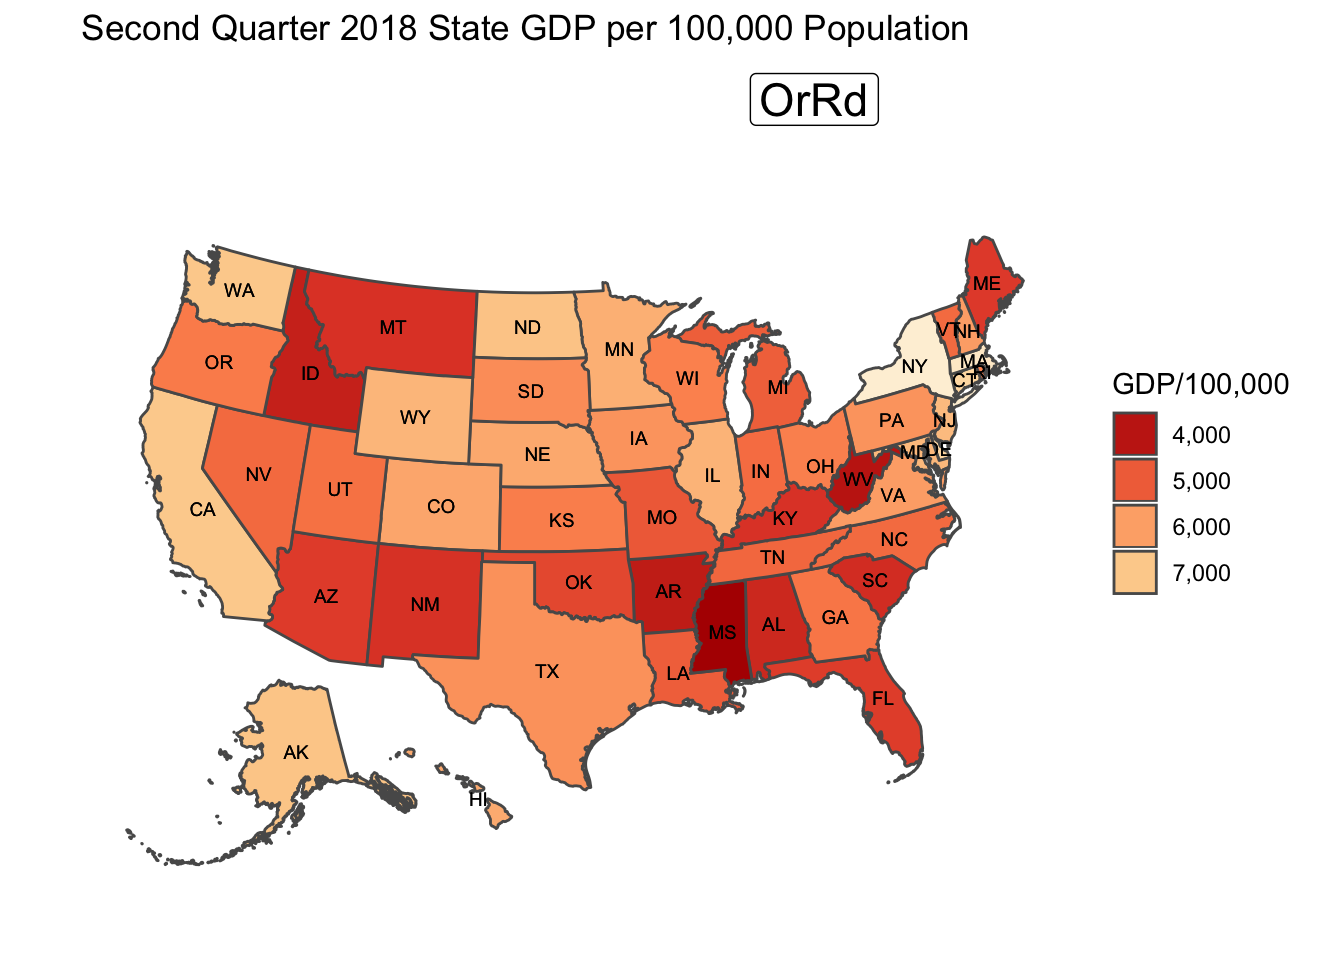 Second Quarter 2018 State GDP per 100,000 Population
OrRd
WA
MT
ND
MN
ME
VT
NH
OR
ID
SD
WI
MI
NY
MA
RI
CT
WY
NE
IA
PA
NJ
NV
UT
CO
IL
IN
OH
MD
DE
WV
VA
CA
KS
MO
KY
NC
TN
AZ
NM
OK
AR
SC
MS
AL
GA
TX
LA
FL
AK
HI
GDP/100,000
4,000
5,000
6,000
7,000